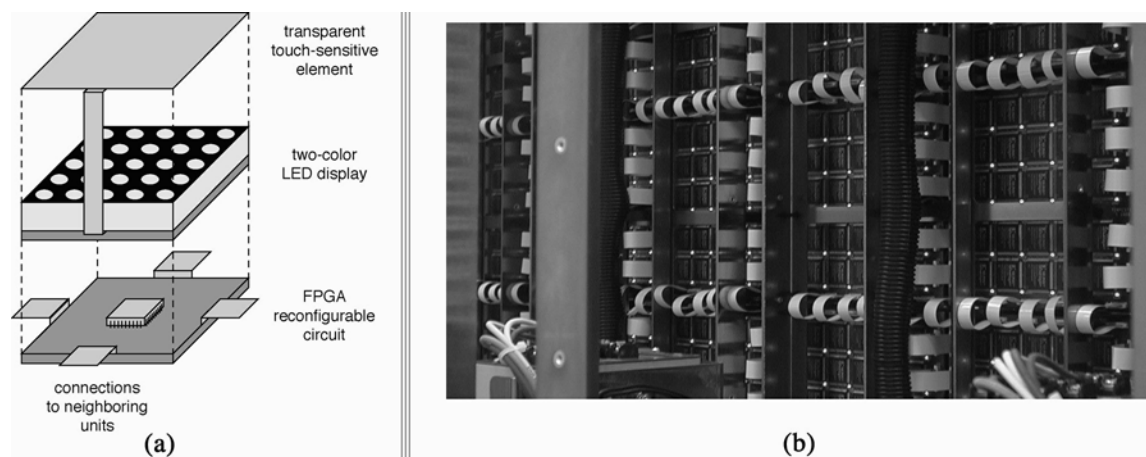 transparent
touch-sensitive
element
two-color
LED display
FPGA
reconfigurable
circuit
connections
to neighboring
units
(a)
(b)